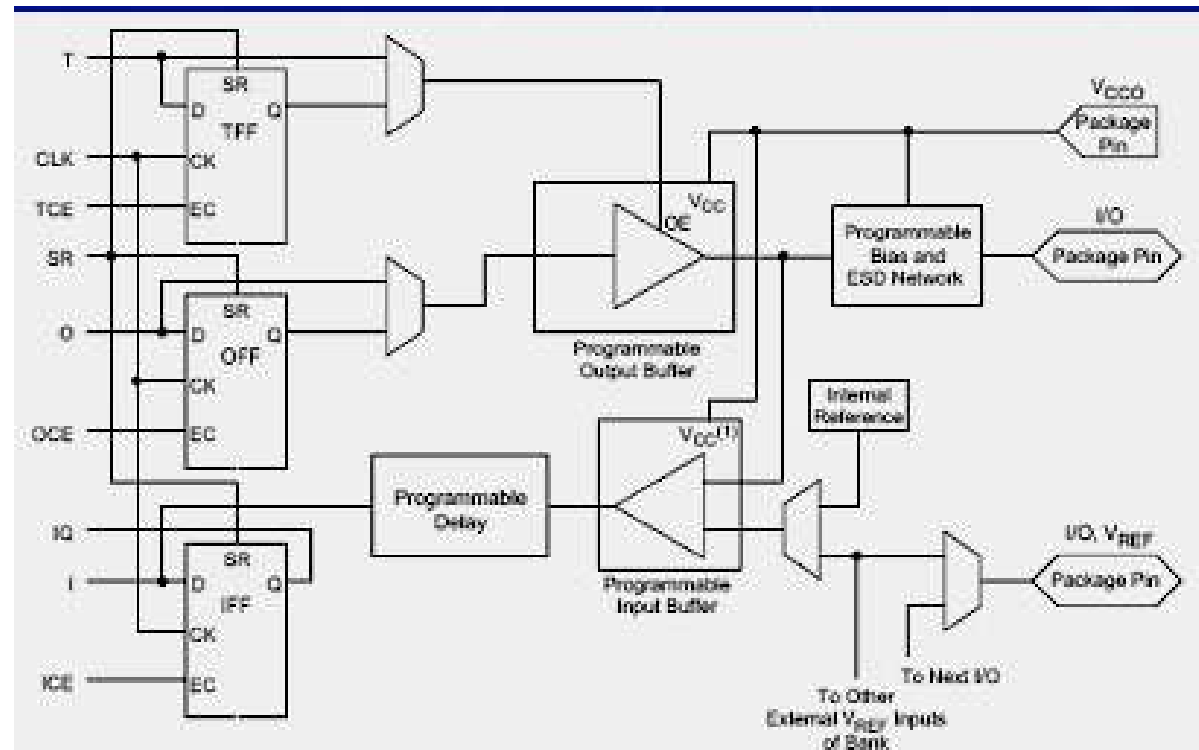 T
SR
D
Q
TFF
CLK
CK
TCE
EC
SR
SR
O
D
Q
OFF
CK
OCE
EC
IQ
SR
I
D
Q
IFF
CK
ICE
EC
VCC
OE
Programmable
Output Buffer
VCCO
Package
Pin
Programmable
Bias and
ESD Network
I/O
Package Pin
Internal
Reference
VCC(1)
Programmable
Delay
Programmable
Input Buffer
I/O, VREF
Package Pin
To Next I/O
To Other
External VREF Inputs
of Bank